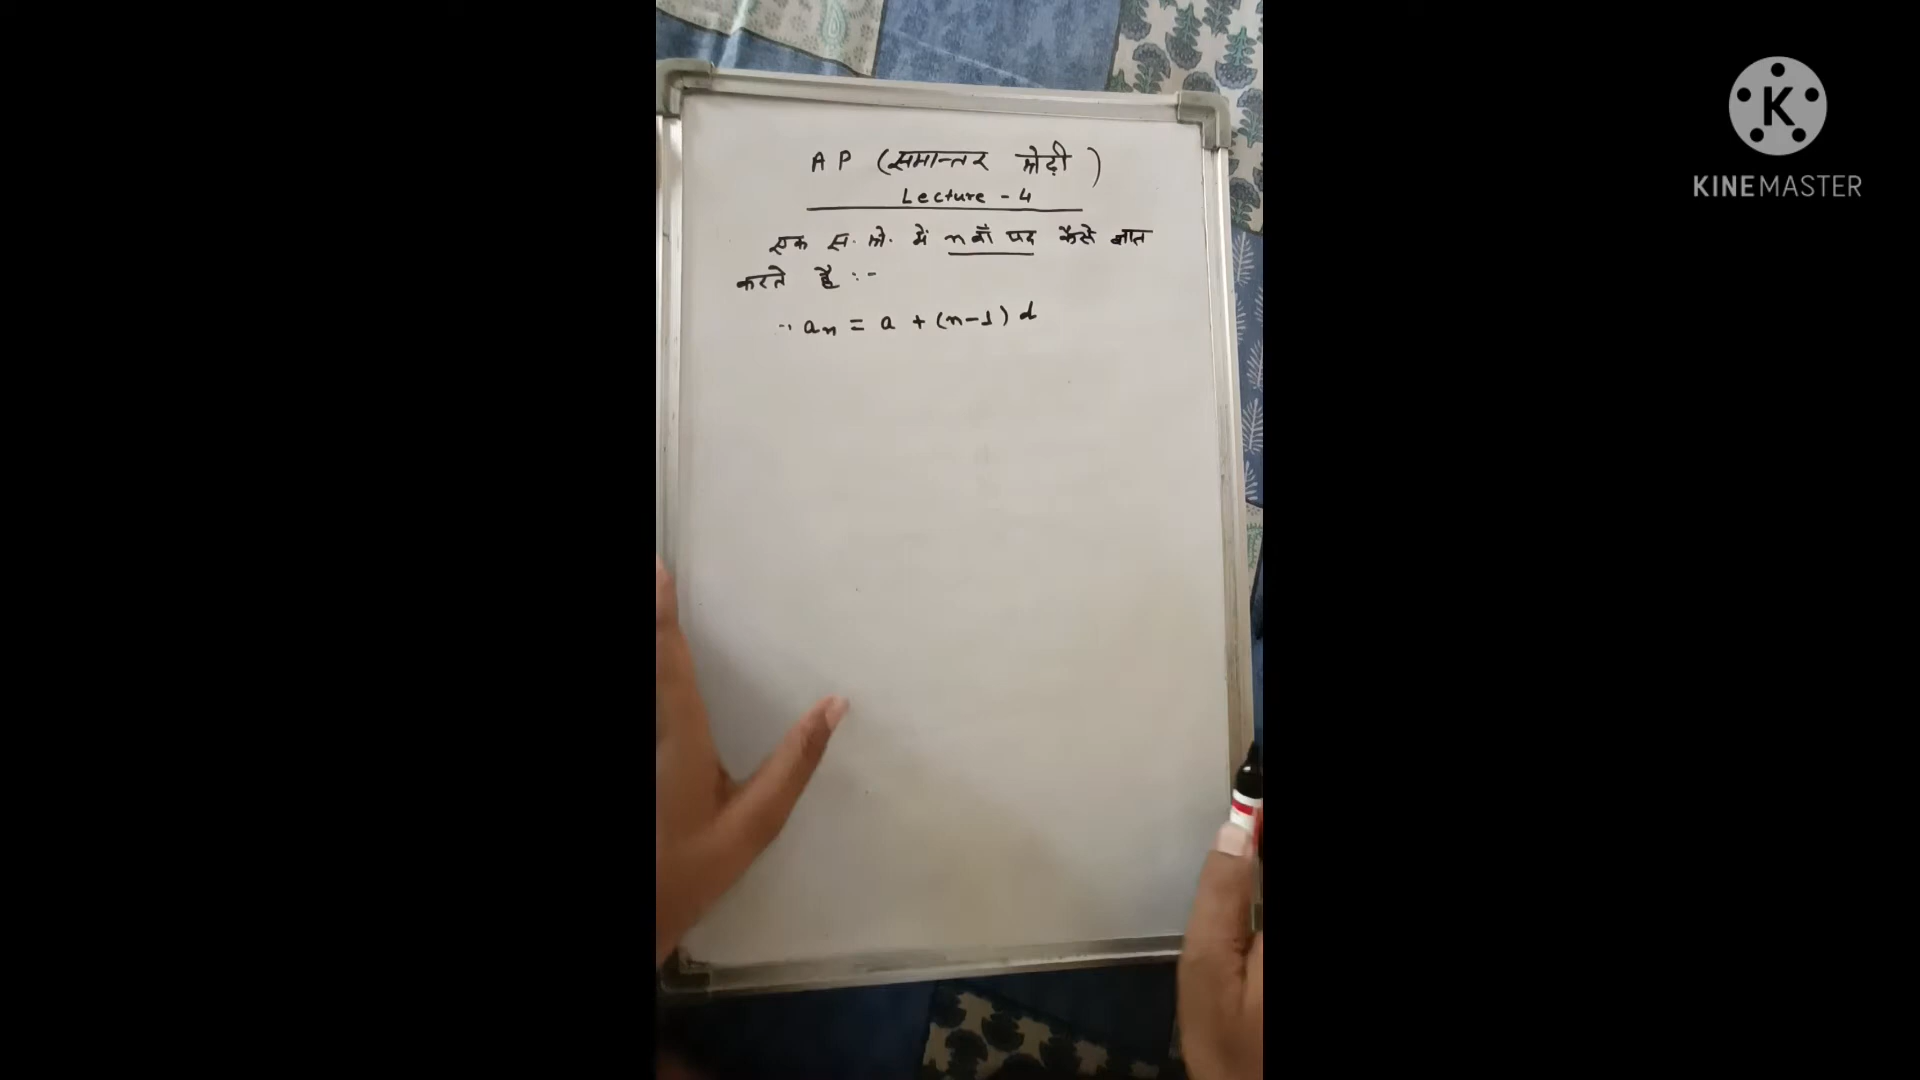 AP (समान्तर श्रेढ़ी)
Lecture - 4
एक स. श्रे. में nवाँ पद कैसे ज्ञात
करते हैं :-
∵ aₙ = a + (n-1) d
K
KINEMASTER